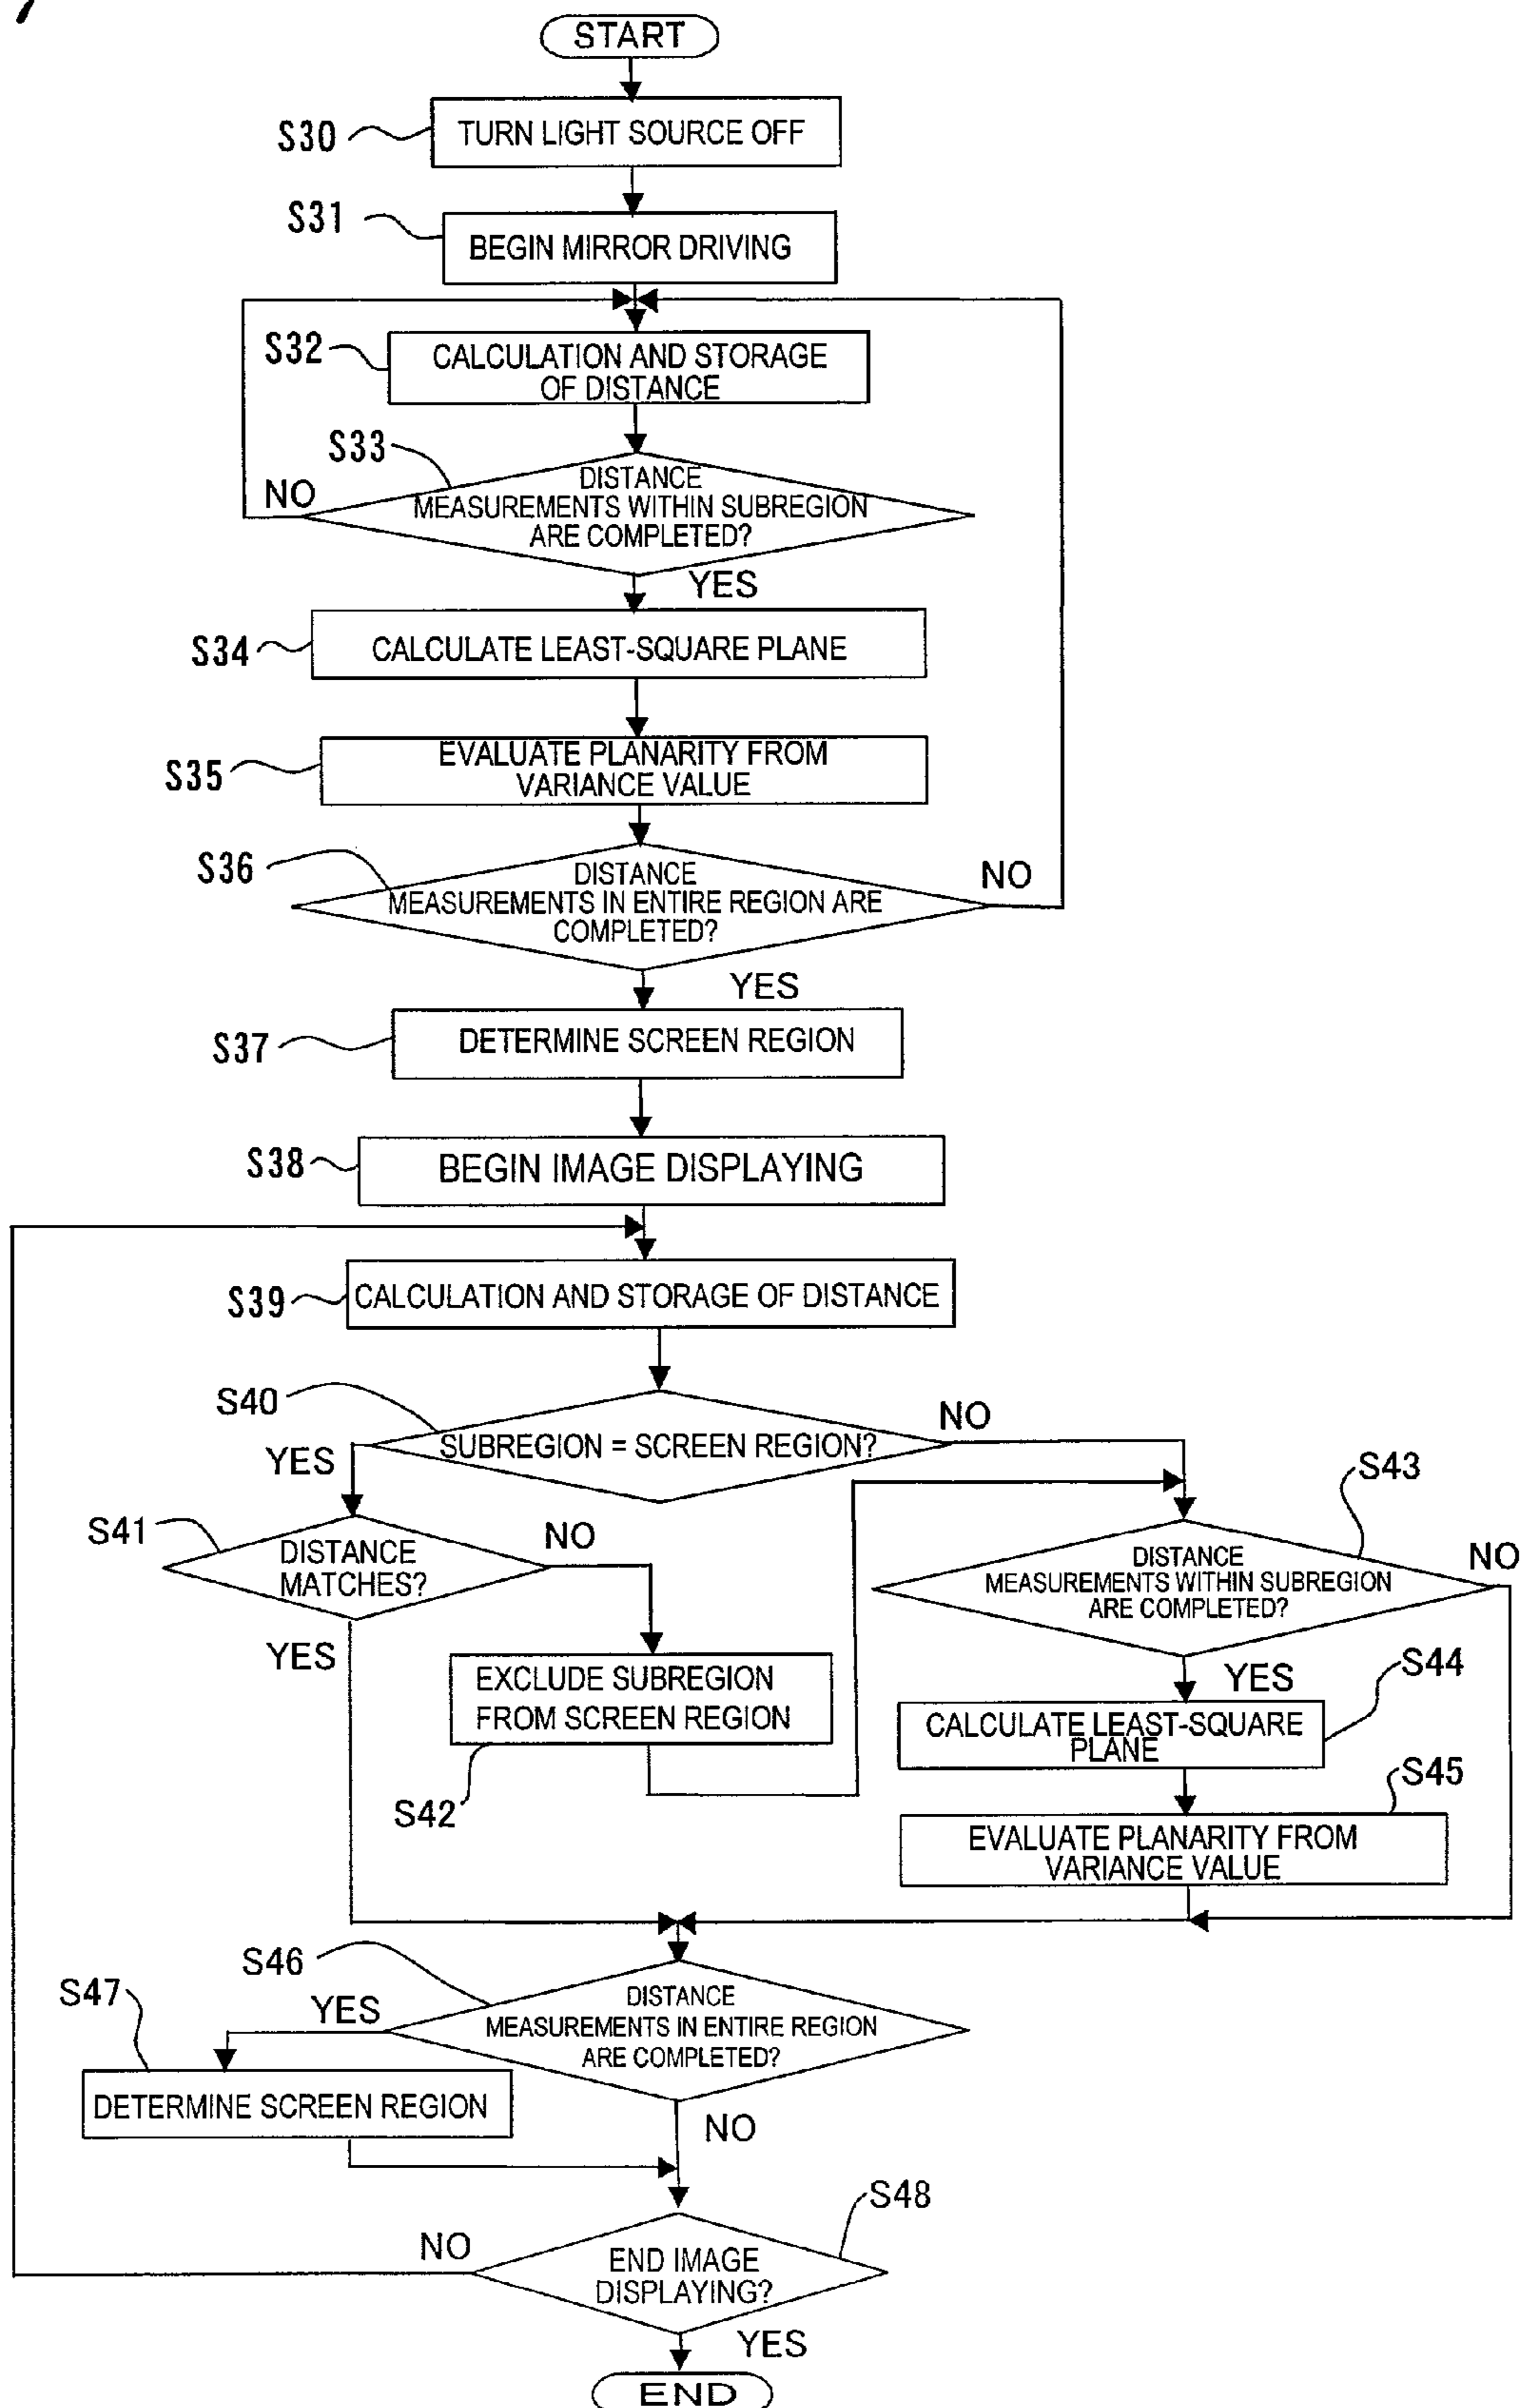 START
S30
TURN LIGHT SOURCE OFF
S31
BEGIN MIRROR DRIVING
S32
CALCULATION AND STORAGE
OF DISTANCE
S33
DISTANCE
MEASUREMENTS WITHIN SUBREGION
ARE COMPLETED?
NO
YES
S34
CALCULATE LEAST-SQUARE PLANE
S35
EVALUATE PLANARITY FROM
VARIANCE VALUE
S36
DISTANCE
MEASUREMENTS IN ENTIRE REGION ARE
COMPLETED?
NO
YES
S37
DETERMINE SCREEN REGION
S38
BEGIN IMAGE DISPLAYING
S39
CALCULATION AND STORAGE OF DISTANCE
S40
SUBREGION = SCREEN REGION?
YES
NO
S41
DISTANCE
MATCHES?
NO
YES
EXCLUDE SUBREGION
FROM SCREEN REGION
S42
S43
DISTANCE
MEASUREMENTS WITHIN SUBREGION
ARE COMPLETED?
NO
YES
S44
CALCULATE LEAST-SQUARE
PLANE
S45
EVALUATE PLANARITY FROM
VARIANCE VALUE
S46
DISTANCE
MEASUREMENTS IN ENTIRE REGION
ARE COMPLETED?
YES
NO
S47
DETERMINE SCREEN REGION
S48
END IMAGE
DISPLAYING?
NO
YES
END